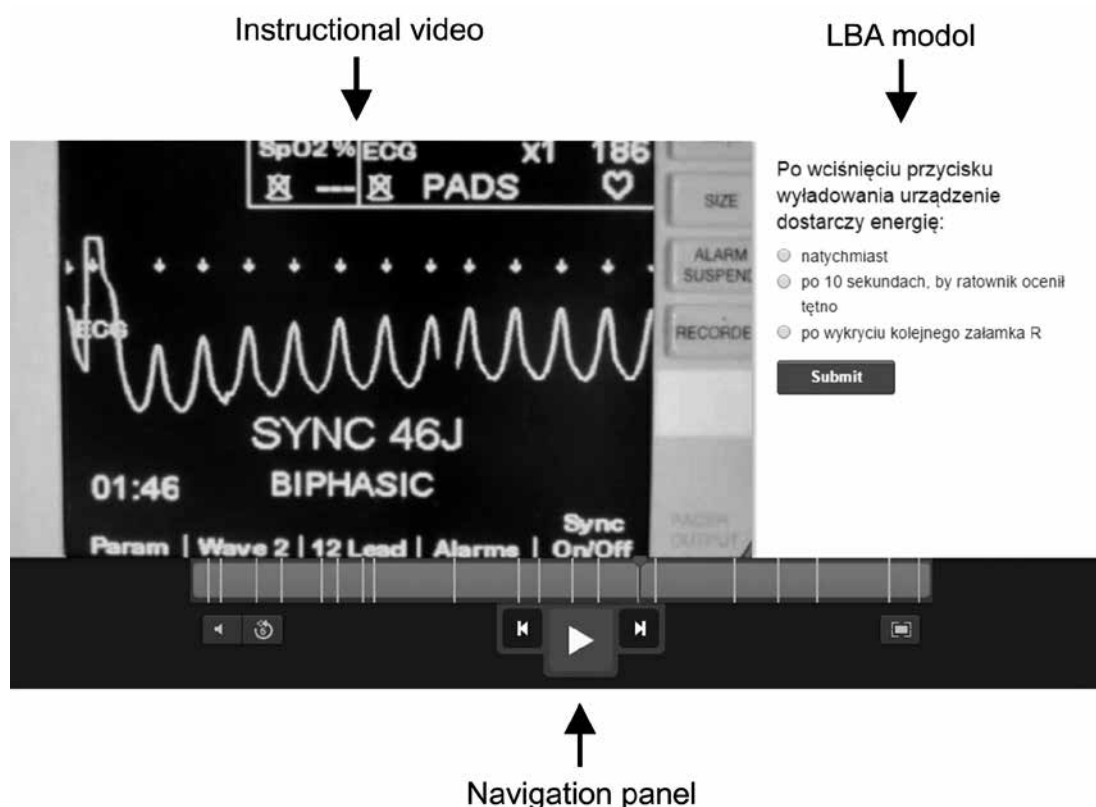 Instructional video
LBA modol
SpO2 % ECG X1 186
--- PADS
SIZE
ALARM
SUSPEND
RECORDE
ECG
SYNC 46J
01:46 BIPHASIC
Sync
Param | Wave 2 | 12 Lead | Alarms | On/Off
PACER
OUTPUT
Po wciśnięciu przycisku
wyładowania urządzenie
dostarczy energię:
natychmiast
po 10 sekundach, by ratownik ocenił
tętno
po wykryciu kolejnego załamka R
Submit
5
Navigation panel